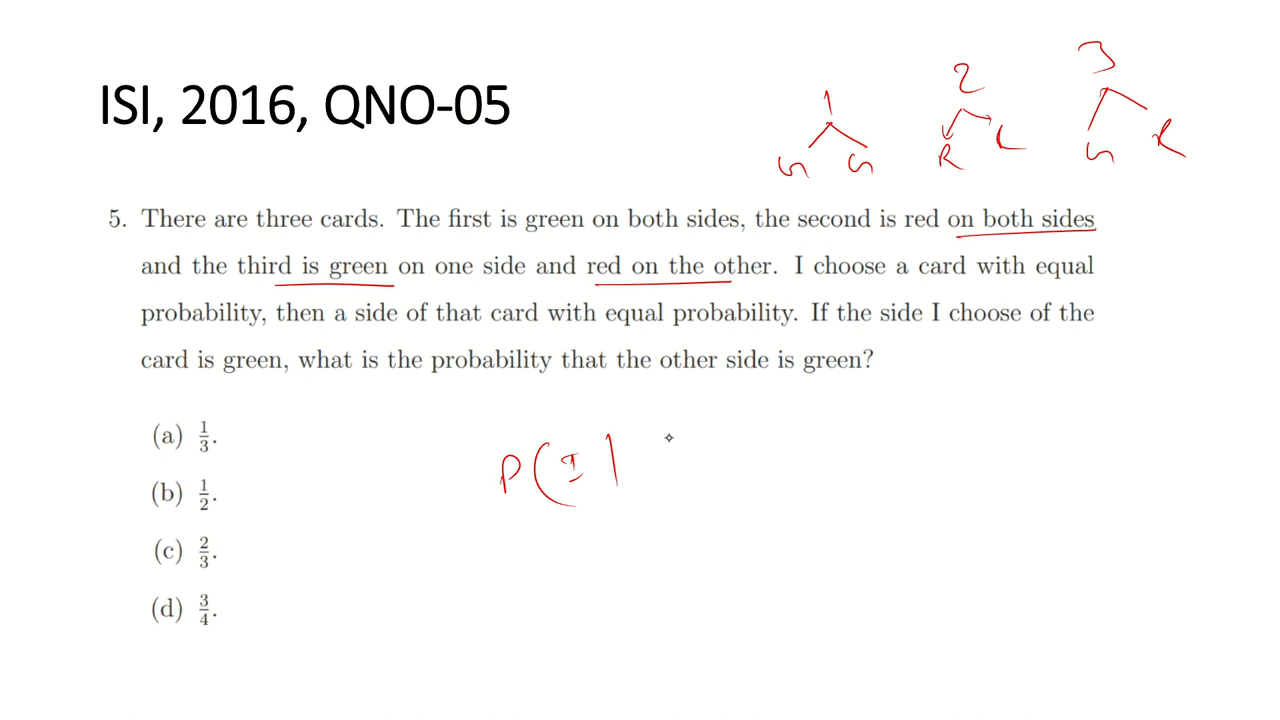 ISI, 2016, QNO-05
1 2 3
G G R R G R
5. There are three cards. The first is green on both sides, the second is red on both sides
and the third is green on one side and red on the other. I choose a card with equal
probability, then a side of that card with equal probability. If the side I choose of the
card is green, what is the probability that the other side is green?
(a) 1/3.
(b) 1/2.
(c) 2/3.
(d) 3/4.
P(I|